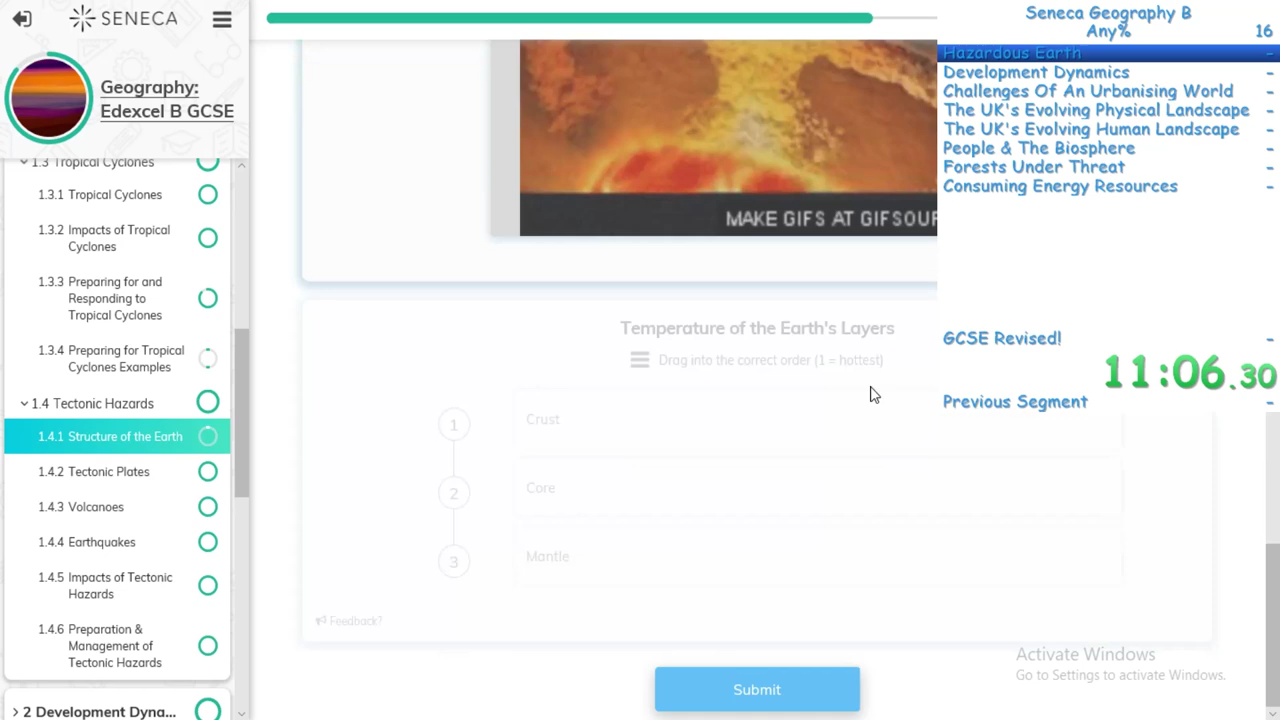 SENECA
Geography:
Edexcel B GCSE
1.3 Tropical Cyclones
1.3.1 Tropical Cyclones
1.3.2 Impacts of Tropical
Cyclones
1.3.3 Preparing for and
Responding to
Tropical Cyclones
1.3.4 Preparing for Tropical
Cyclones Examples
1.4 Tectonic Hazards
1.4.1 Structure of the Earth
1.4.2 Tectonic Plates
1.4.3 Volcanoes
1.4.4 Earthquakes
1.4.5 Impacts of Tectonic
Hazards
1.4.6 Preparation &
Management of
Tectonic Hazards
2 Development Dyna...
MAKE GIFS AT GIFSOUP
Temperature of the Earth's Layers
Drag into the correct order (1 = hottest)
1 Crust
2 Core
3 Mantle
Feedback?
Submit
Seneca Geography B
Any% 16
Hazardous Earth -
Development Dynamics -
Challenges Of An Urbanising World -
The UK's Evolving Physical Landscape -
The UK's Evolving Human Landscape -
People & The Biosphere -
Forests Under Threat -
Consuming Energy Resources -
GCSE Revised! -
11:06.30
Previous Segment -
Activate Windows
Go to Settings to activate Windows.